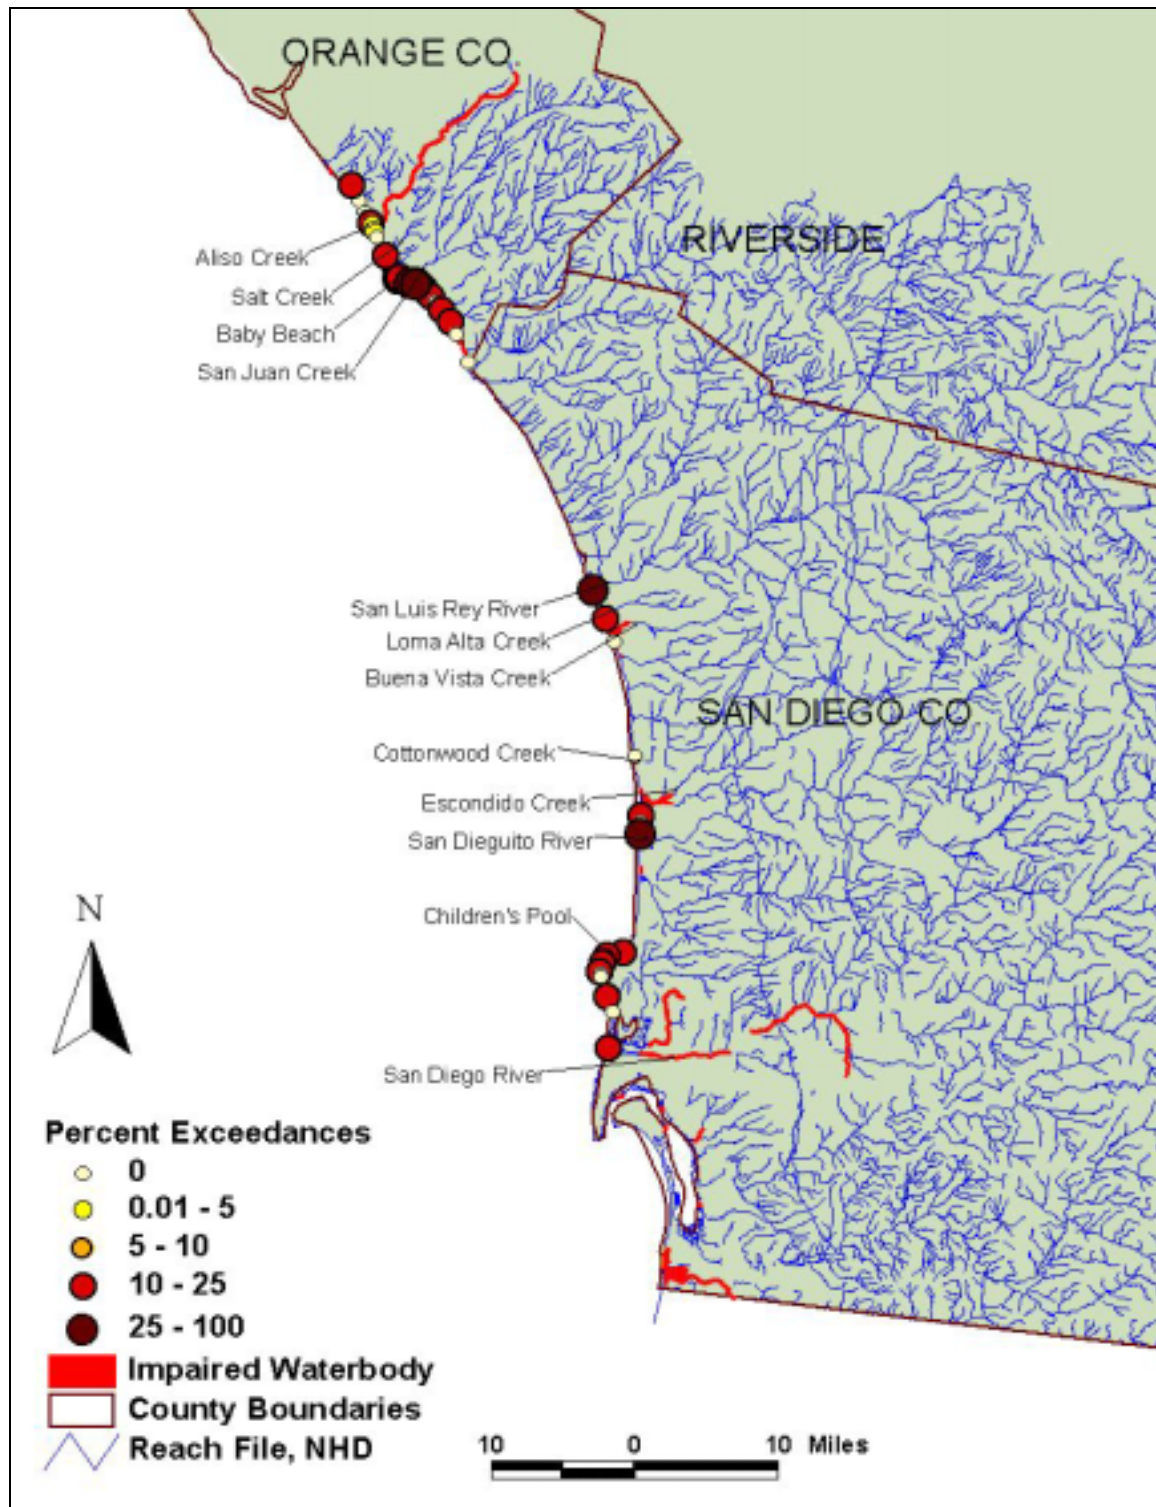 ORANGE CO.
RIVERSIDE
Aliso Creek
Salt Creek
Baby Beach
San Juan Creek
San Luis Rey River
Loma Alta Creek
Buena Vista Creek
SAN DIEGO CO
Cottonwood Creek
Escondido Creek
San Dieguito River
Children's Pool
N
San Diego River
Percent Exceedances
0
0.01 - 5
5 - 10
10 - 25
25 - 100
Impaired Waterbody
County Boundaries
Reach File, NHD
10 0 10 Miles